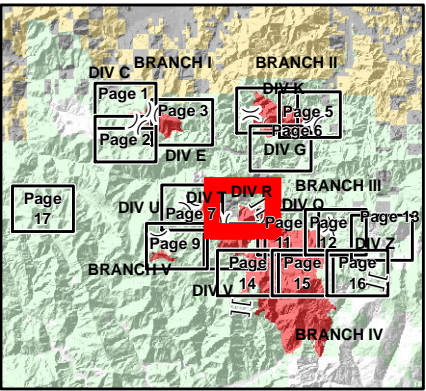 BRANCH I
BRANCH II
DIV C
DIV K
Page 1
Page 3
Page 5
Page 6
Page 2
DIV E
DIV G
BRANCH III
DIV T
DIV R
Page
17
DIV U
Page 7
DIV Q
Page 13
Page
11
Page
12
Page 9
DIV Z
BRANCH V
Page
14
Page
15
Page
16
DIV V
BRANCH IV